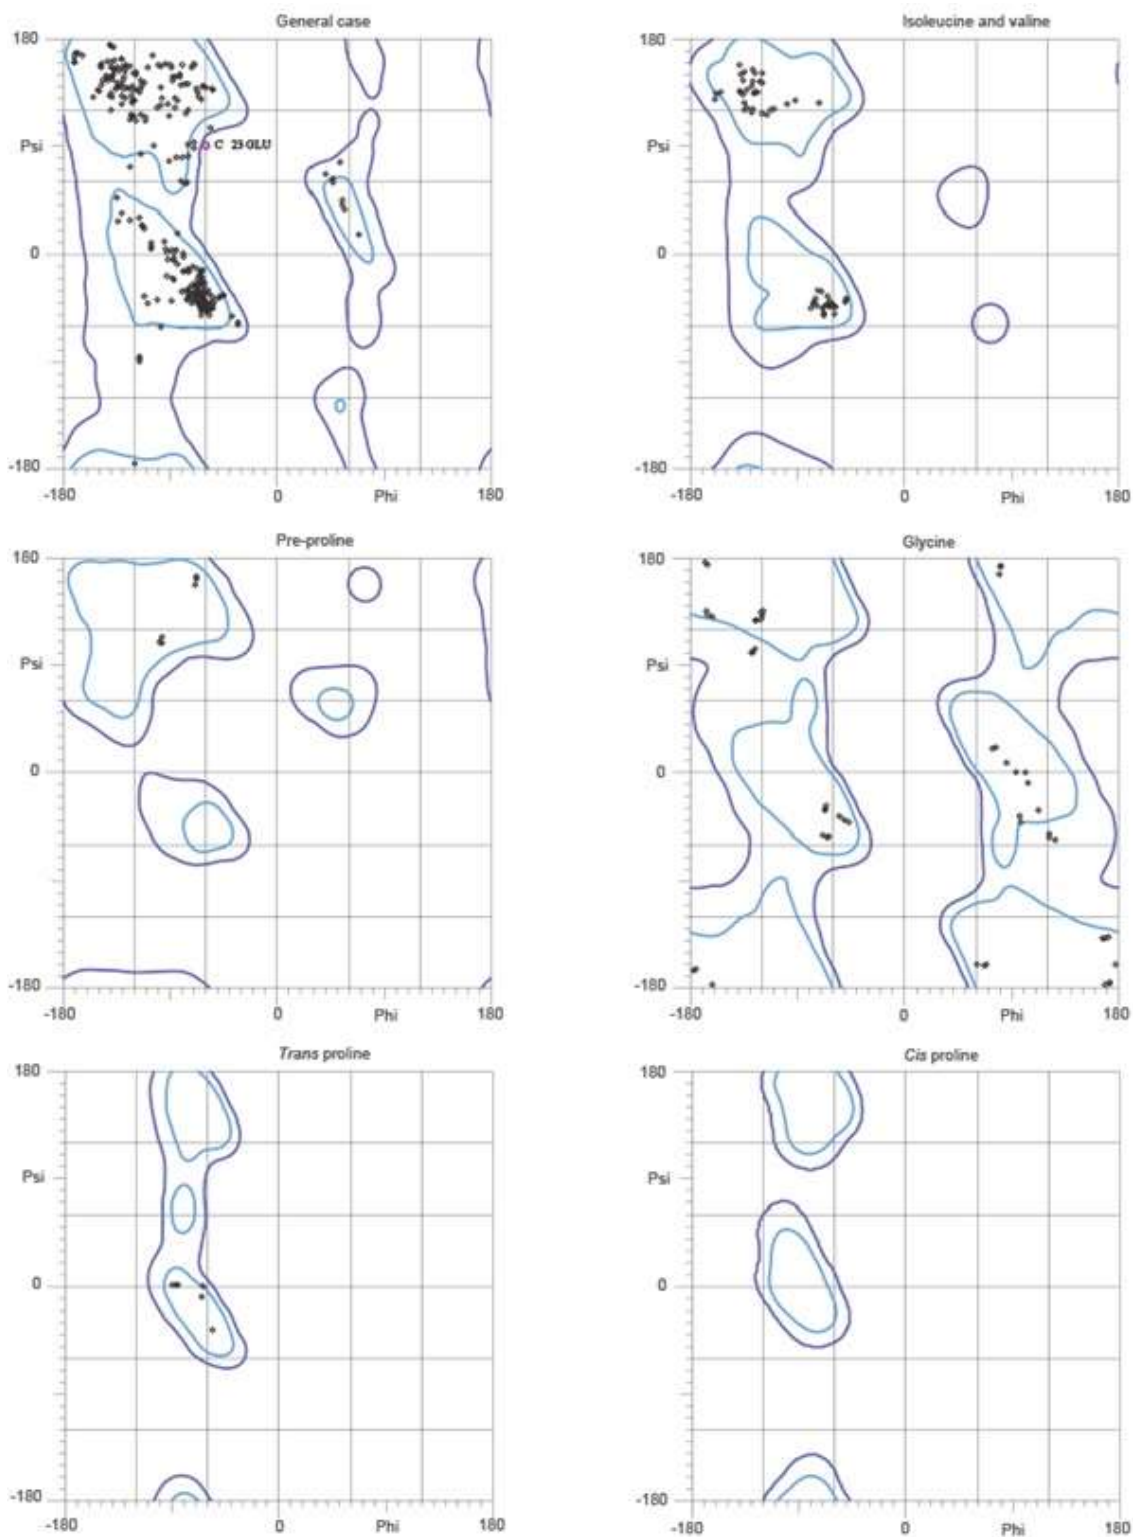 General case
180
Psi
C 23 GLU
0
-180
-180 0 Phi 180
Isoleucine and valine
180
Psi
0
-180
-180 0 Phi 180
Pre-proline
180
Psi
0
-180
-180 0 Phi 180
Glycine
180
Psi
0
-180
-180 0 Phi 180
Trans proline
180
Psi
0
-180
-180 0 Phi 180
Cis proline
180
Psi
0
-180
-180 0 Phi 180